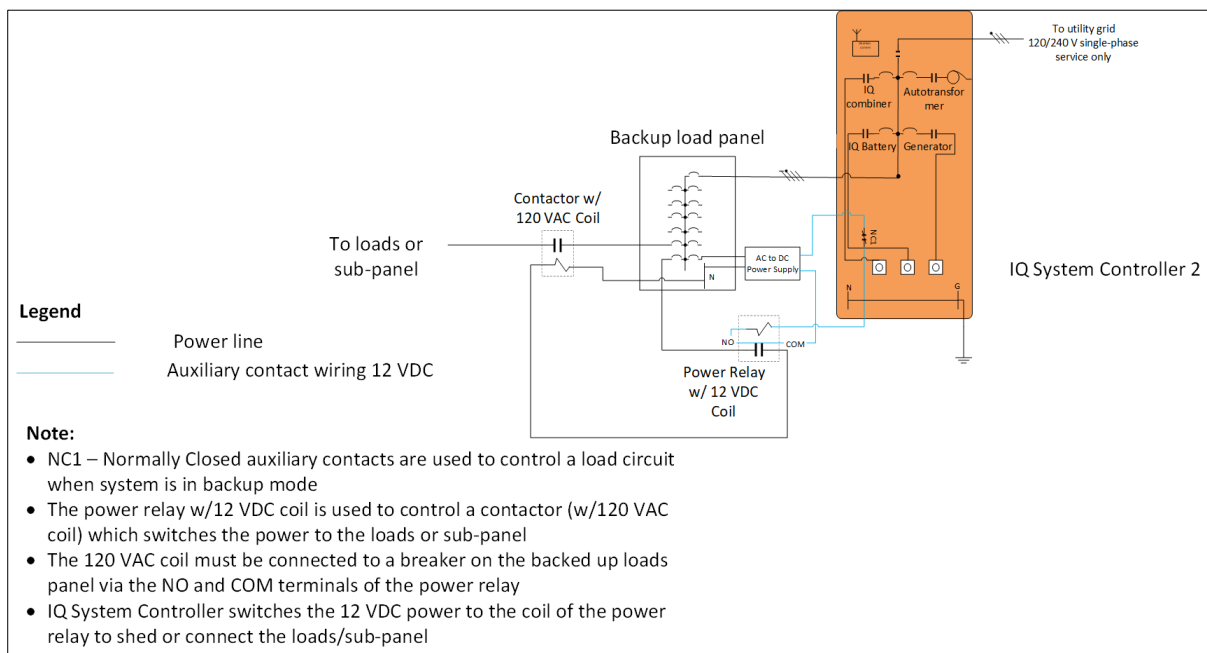 To utility grid
120/240 V single-phase
service only
IQ
combiner
Autotransfor
mer
IQ Battery
Generator
Backup load panel
Contactor w/
120 VAC Coil
To loads or
sub-panel
NC1
AC to DC
Power Supply
N
N
G
IQ System Controller 2
Legend
Power line
Auxiliary contact wiring 12 VDC
NO
COM
Power Relay
w/ 12 VDC
Coil
Note:
• NC1 – Normally Closed auxiliary contacts are used to control a load circuit
when system is in backup mode
• The power relay w/12 VDC coil is used to control a contactor (w/120 VAC
coil) which switches the power to the loads or sub-panel
• The 120 VAC coil must be connected to a breaker on the backed up loads
panel via the NO and COM terminals of the power relay
• IQ System Controller switches the 12 VDC power to the coil of the power
relay to shed or connect the loads/sub-panel